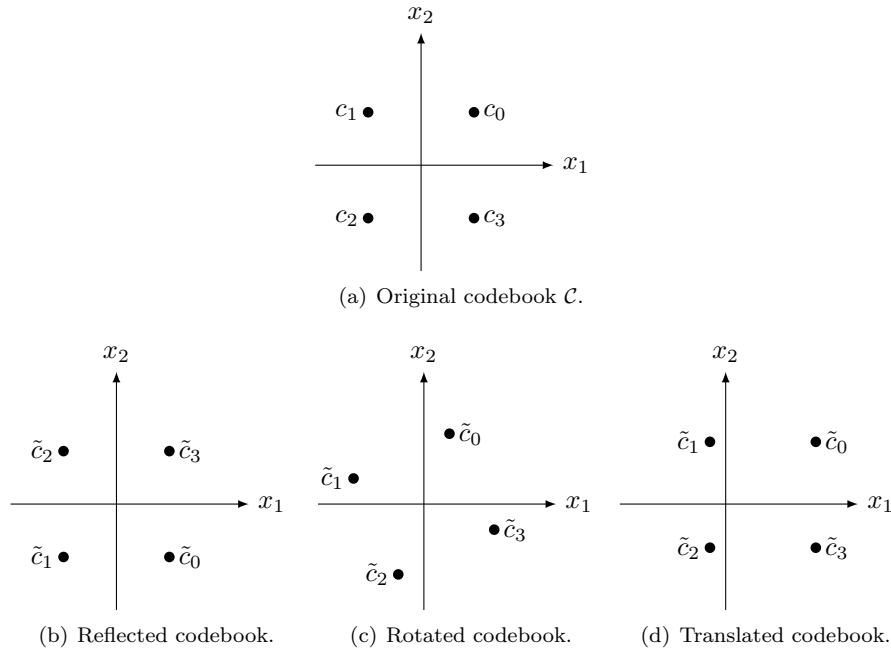 x₂
c₁ c₀
x₁
c₂ c₃
(a) Original codebook 𝒞.
x₂ x₂ x₂
c̃₂ c̃₃ c̃₀ c̃₁ c̃₀
c̃₁
x₁ x₁ x₁
c̃₃
c̃₁ c̃₀ c̃₂ c̃₂ c̃₃
(b) Reflected codebook. (c) Rotated codebook. (d) Translated codebook.